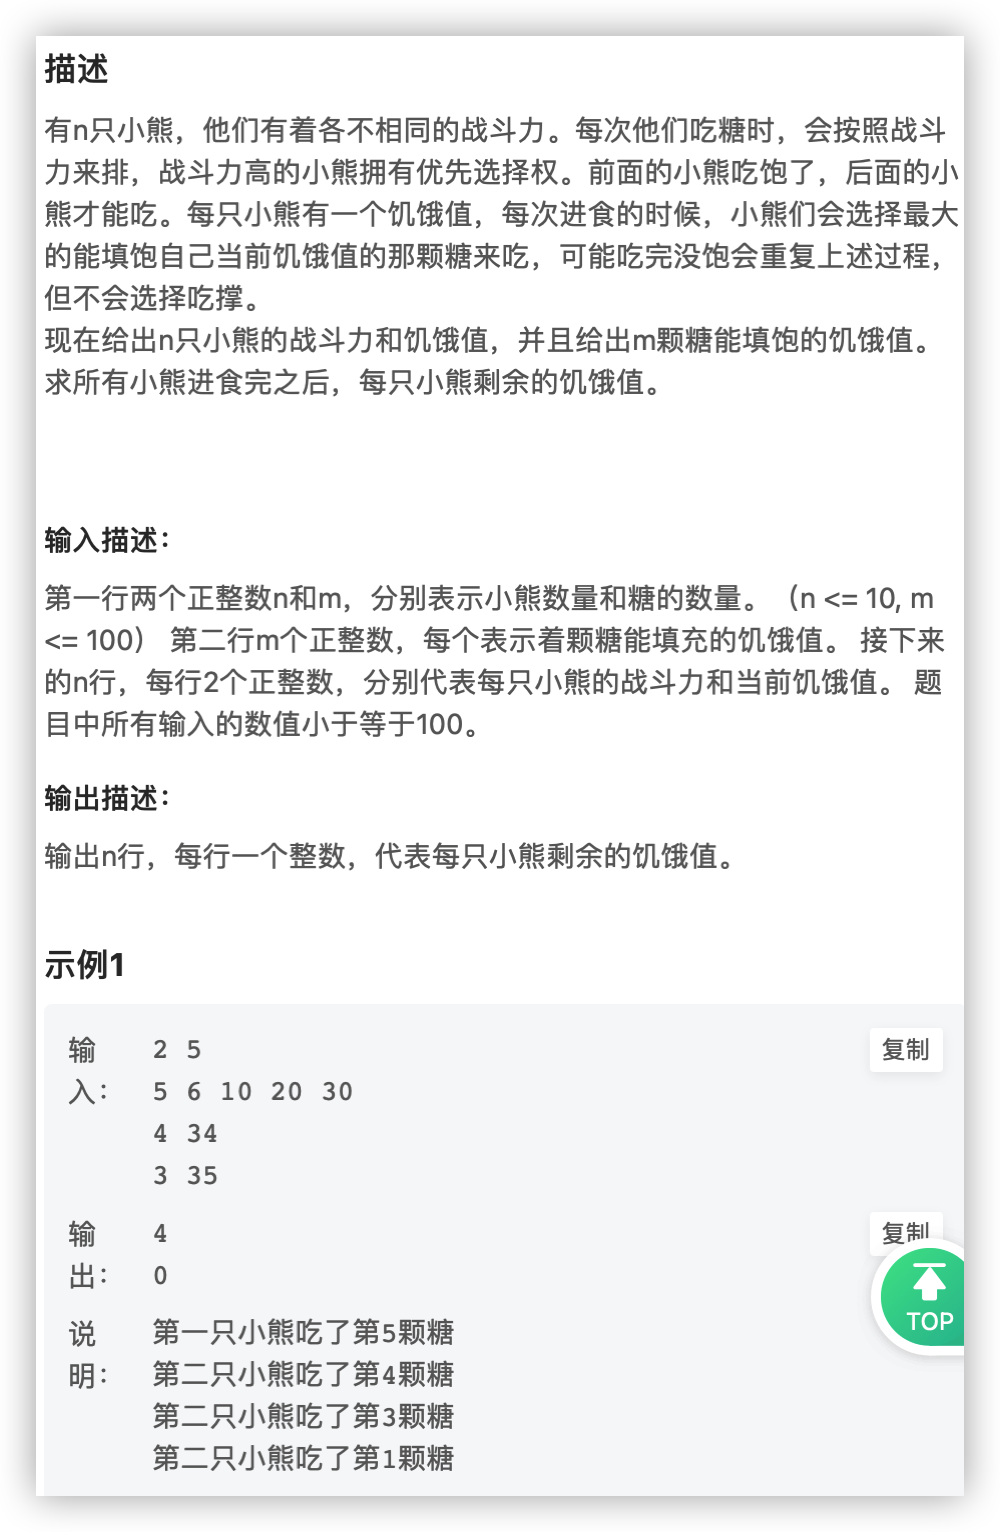 描述
有n只小熊，他们有着各不相同的战斗力。每次他们吃糖时，会按照战斗
力来排，战斗力高的小熊拥有优先选择权。前面的小熊吃饱了，后面的小
熊才能吃。每只小熊有一个饥饿值，每次进食的时候，小熊们会选择最大
的能填饱自己当前饥饿值的那颗糖来吃，可能吃完没饱会重复上述过程，
但不会选择吃撑。
现在给出n只小熊的战斗力和饥饿值，并且给出m颗糖能填饱的饥饿值。
求所有小熊进食完之后，每只小熊剩余的饥饿值。
输入描述：
第一行两个正整数n和m，分别表示小熊数量和糖的数量。（n <= 10, m
<= 100） 第二行m个正整数，每个表示着颗糖能填充的饥饿值。 接下来
的n行，每行2个正整数，分别代表每只小熊的战斗力和当前饥饿值。 题
目中所有输入的数值小于等于100。
输出描述：
输出n行，每行一个整数，代表每只小熊剩余的饥饿值。
示例1
输入：
2 5
5 6 10 20 30
4 34
3 35
复制
输出：
4
0
复制
TOP
说明：
第一只小熊吃了第5颗糖
第二只小熊吃了第4颗糖
第二只小熊吃了第3颗糖
第二只小熊吃了第1颗糖